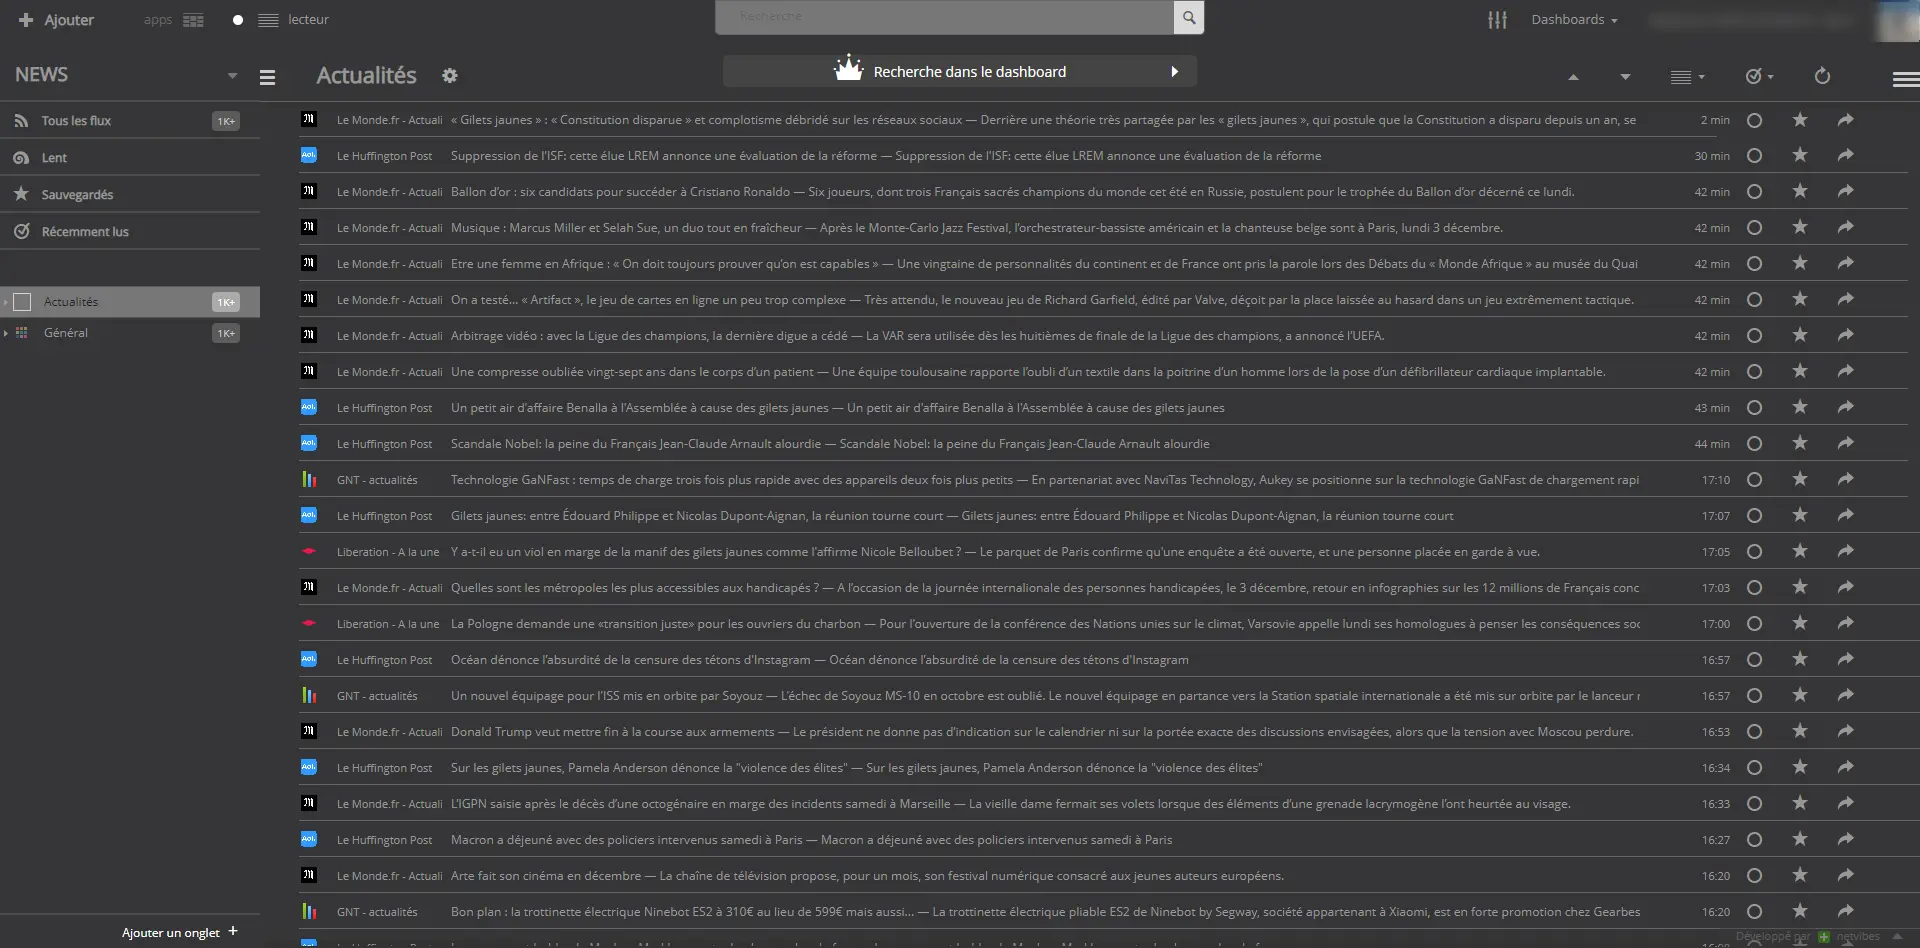 Ajouter
apps
lecteur
Recherche
Dashboards
NEWS
Actualités
Recherche dans le dashboard
Tous les flux 1K+
Lent
Sauvegardés
Récemment lus
Actualités 1K+
Général 1K+
Le Monde.fr - Actuali « Gilets jaunes » : « Constitution disparue » et complotisme débridé sur les réseaux sociaux — Derrière une théorie très partagée par les « gilets jaunes », qui postule que la Constitution a disparu depuis un an, se 2 min
Le Huffington Post Suppression de l'ISF: cette élue LREM annonce une évaluation de la réforme — Suppression de l'ISF: cette élue LREM annonce une évaluation de la réforme 30 min
Le Monde.fr - Actuali Ballon d'or : six candidats pour succéder à Cristiano Ronaldo — Six joueurs, dont trois Français sacrés champions du monde cet été en Russie, postulent pour le trophée du Ballon d'or décerné ce lundi. 42 min
Le Monde.fr - Actuali Musique : Marcus Miller et Selah Sue, un duo tout en fraîcheur — Après le Monte-Carlo Jazz Festival, l'orchestrateur-bassiste américain et la chanteuse belge sont à Paris, lundi 3 décembre. 42 min
Le Monde.fr - Actuali Etre une femme en Afrique : « On doit toujours prouver qu'on est capables » — Une vingtaine de personnalités du continent et de France ont pris la parole lors des Débats du « Monde Afrique » au musée du Quai 42 min
Le Monde.fr - Actuali On a testé… « Artifact », le jeu de cartes en ligne un peu trop complexe — Très attendu, le nouveau jeu de Richard Garfield, édité par Valve, déçoit par la place laissée au hasard dans un jeu extrêmement tactique. 42 min
Le Monde.fr - Actuali Arbitrage vidéo : avec la Ligue des champions, la dernière digue a cédé — La VAR sera utilisée dès les huitièmes de finale de la Ligue des champions, a annoncé l'UEFA. 42 min
Le Monde.fr - Actuali Une compresse oubliée vingt-sept ans dans le corps d'un patient — Une équipe toulousaine rapporte l'oubli d'un textile dans la poitrine d'un homme lors de la pose d'un défibrillateur cardiaque implantable. 42 min
Le Huffington Post Un petit air d'affaire Benalla à l'Assemblée à cause des gilets jaunes — Un petit air d'affaire Benalla à l'Assemblée à cause des gilets jaunes 43 min
Le Huffington Post Scandale Nobel: la peine du Français Jean-Claude Arnault alourdie — Scandale Nobel: la peine du Français Jean-Claude Arnault alourdie 44 min
GNT - actualités Technologie GaNFast : temps de charge trois fois plus rapide avec des appareils deux fois plus petits — En partenariat avec NaviTas Technology, Aukey se positionne sur la technologie GaNFast de chargement rapi 17:10
Le Huffington Post Gilets jaunes: entre Édouard Philippe et Nicolas Dupont-Aignan, la réunion tourne court — Gilets jaunes: entre Édouard Philippe et Nicolas Dupont-Aignan, la réunion tourne court 17:07
Liberation - A la une Y a-t-il eu un viol en marge de la manif des gilets jaunes comme l'affirme Nicole Belloubet ? — Le parquet de Paris confirme qu'une enquête a été ouverte, et une personne placée en garde à vue. 17:05
Le Monde.fr - Actuali Quelles sont les métropoles les plus accessibles aux handicapés ? — A l'occasion de la journée internationale des personnes handicapées, le 3 décembre, retour en infographies sur les 12 millions de Français conc 17:03
Liberation - A la une La Pologne demande une «transition juste» pour les ouvriers du charbon — Pour l'ouverture de la conférence des Nations unies sur le climat, Varsovie appelle lundi ses homologues à penser les conséquences soc 17:00
Le Huffington Post Océan dénonce l'absurdité de la censure des tétons d'Instagram — Océan dénonce l'absurdité de la censure des tétons d'Instagram 16:57
GNT - actualités Un nouvel équipage pour l'ISS mis en orbite par Soyouz — L'échec de Soyouz MS-10 en octobre est oublié. Le nouvel équipage en partance vers la Station spatiale internationale a été mis sur orbite par le lanceur r 16:57
Le Monde.fr - Actuali Donald Trump veut mettre fin à la course aux armements — Le président ne donne pas d'indication sur le calendrier ni sur la portée exacte des discussions envisagées, alors que la tension avec Moscou perdure. 16:53
Le Huffington Post Sur les gilets jaunes, Pamela Anderson dénonce la "violence des élites" — Sur les gilets jaunes, Pamela Anderson dénonce la "violence des élites" 16:34
Le Monde.fr - Actuali L'IGPN saisie après le décès d'une octogénaire en marge des incidents samedi à Marseille — La vieille dame fermait ses volets lorsque des éléments d'une grenade lacrymogène l'ont heurtée au visage. 16:33
Le Huffington Post Macron a déjeuné avec des policiers intervenus samedi à Paris — Macron a déjeuné avec des policiers intervenus samedi à Paris 16:27
Le Monde.fr - Actuali Arte fait son cinéma en décembre — La chaîne de télévision propose, pour un mois, son festival numérique consacré aux jeunes auteurs européens. 16:20
GNT - actualités Bon plan : la trottinette électrique Ninebot ES2 à 310€ au lieu de 599€ mais aussi... — La trottinette électrique pliable ES2 de Ninebot by Segway, société appartenant à Xiaomi, est en forte promotion chez Gearbes 16:20
Ajouter un onglet +
Développé par netvibes